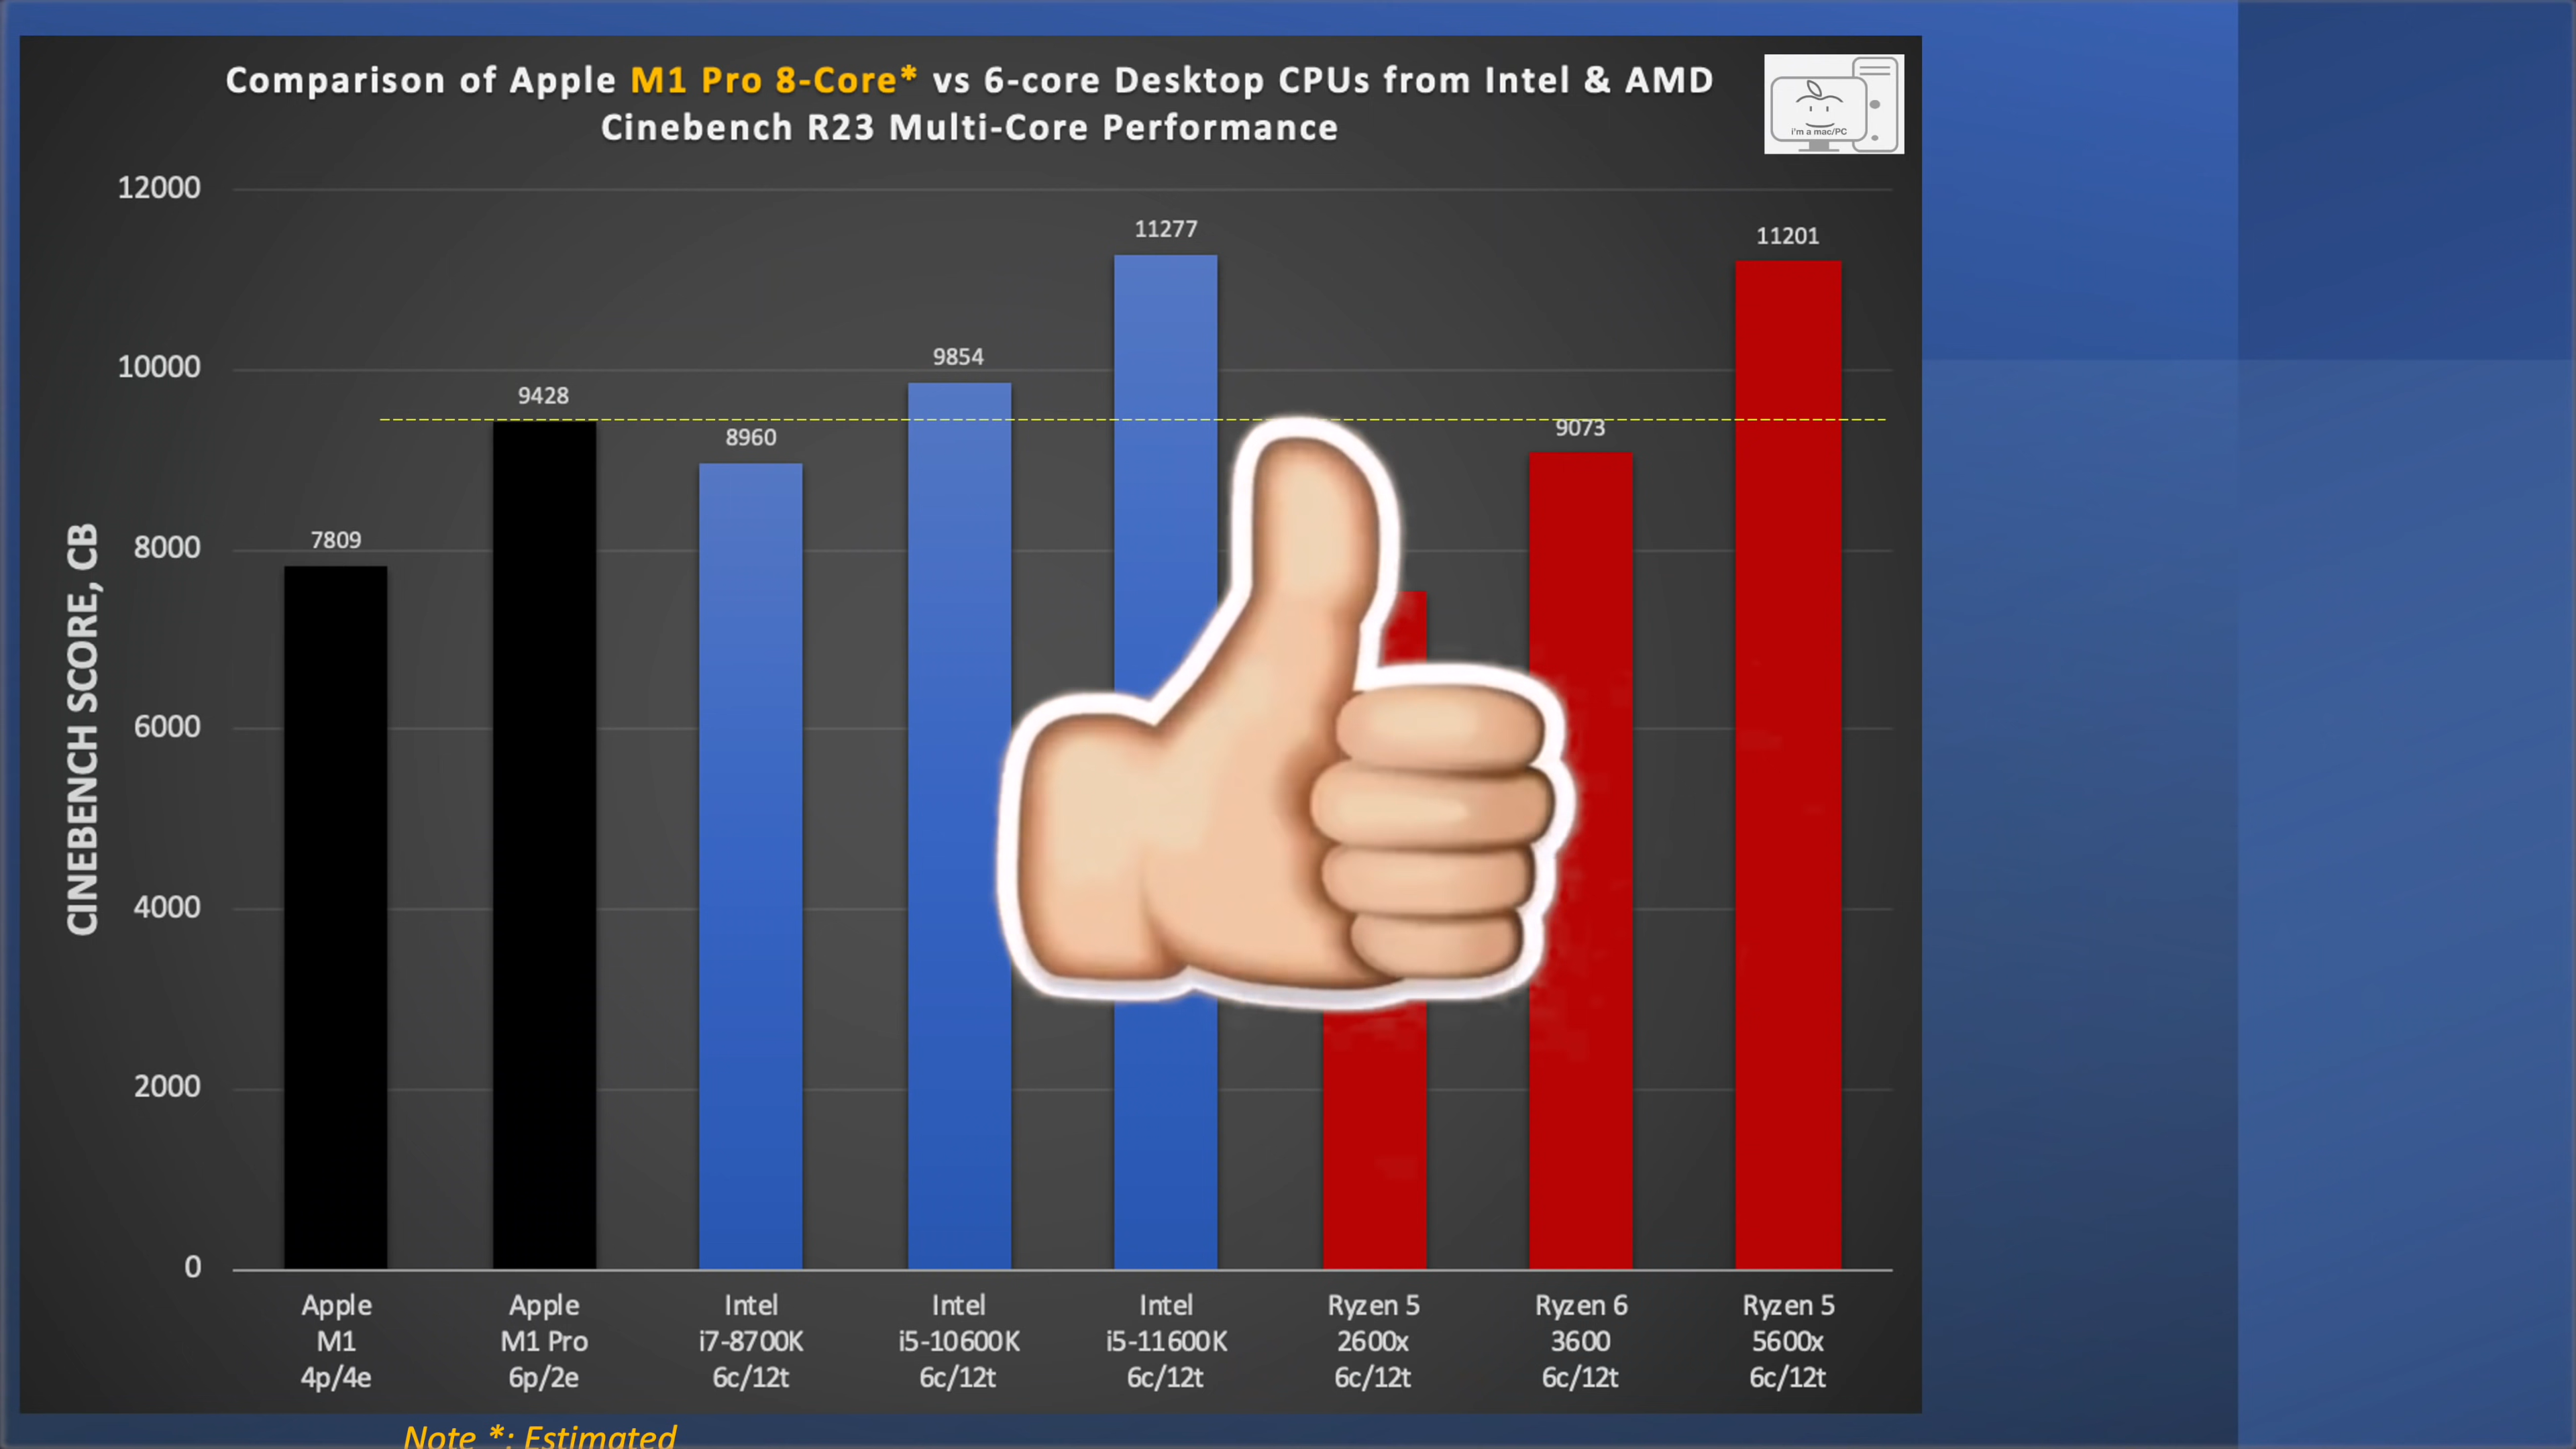 Comparison of Apple M1 Pro 8-Core* vs 6-core Desktop CPUs from Intel & AMD
Cinebench R23 Multi-Core Performance
i'm a mac/PC
CINEBENCH SCORE, CB
12000
10000
8000
6000
4000
2000
0
7809
9428
8960
9854
11277
9073
11201
Apple
M1
4p/4e
Apple
M1 Pro
6p/2e
Intel
i7-8700K
6c/12t
Intel
i5-10600K
6c/12t
Intel
i5-11600K
6c/12t
Ryzen 5
2600x
6c/12t
Ryzen 6
3600
6c/12t
Ryzen 5
5600x
6c/12t
Note *: Estimated